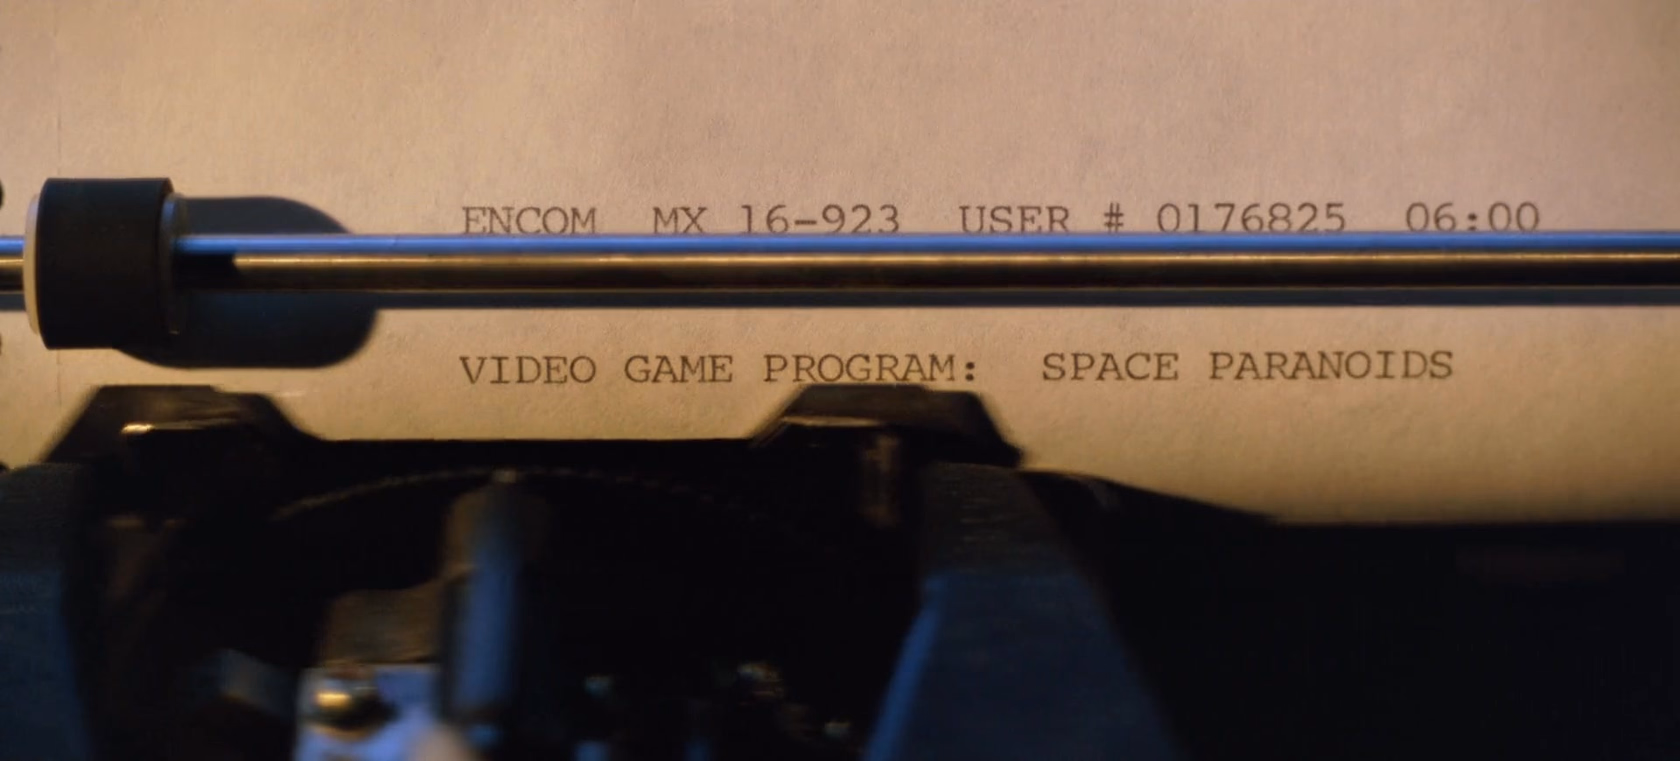 ENCOM  MX 16-923  USER # 0176825  06:00
VIDEO GAME PROGRAM:  SPACE PARANOIDS